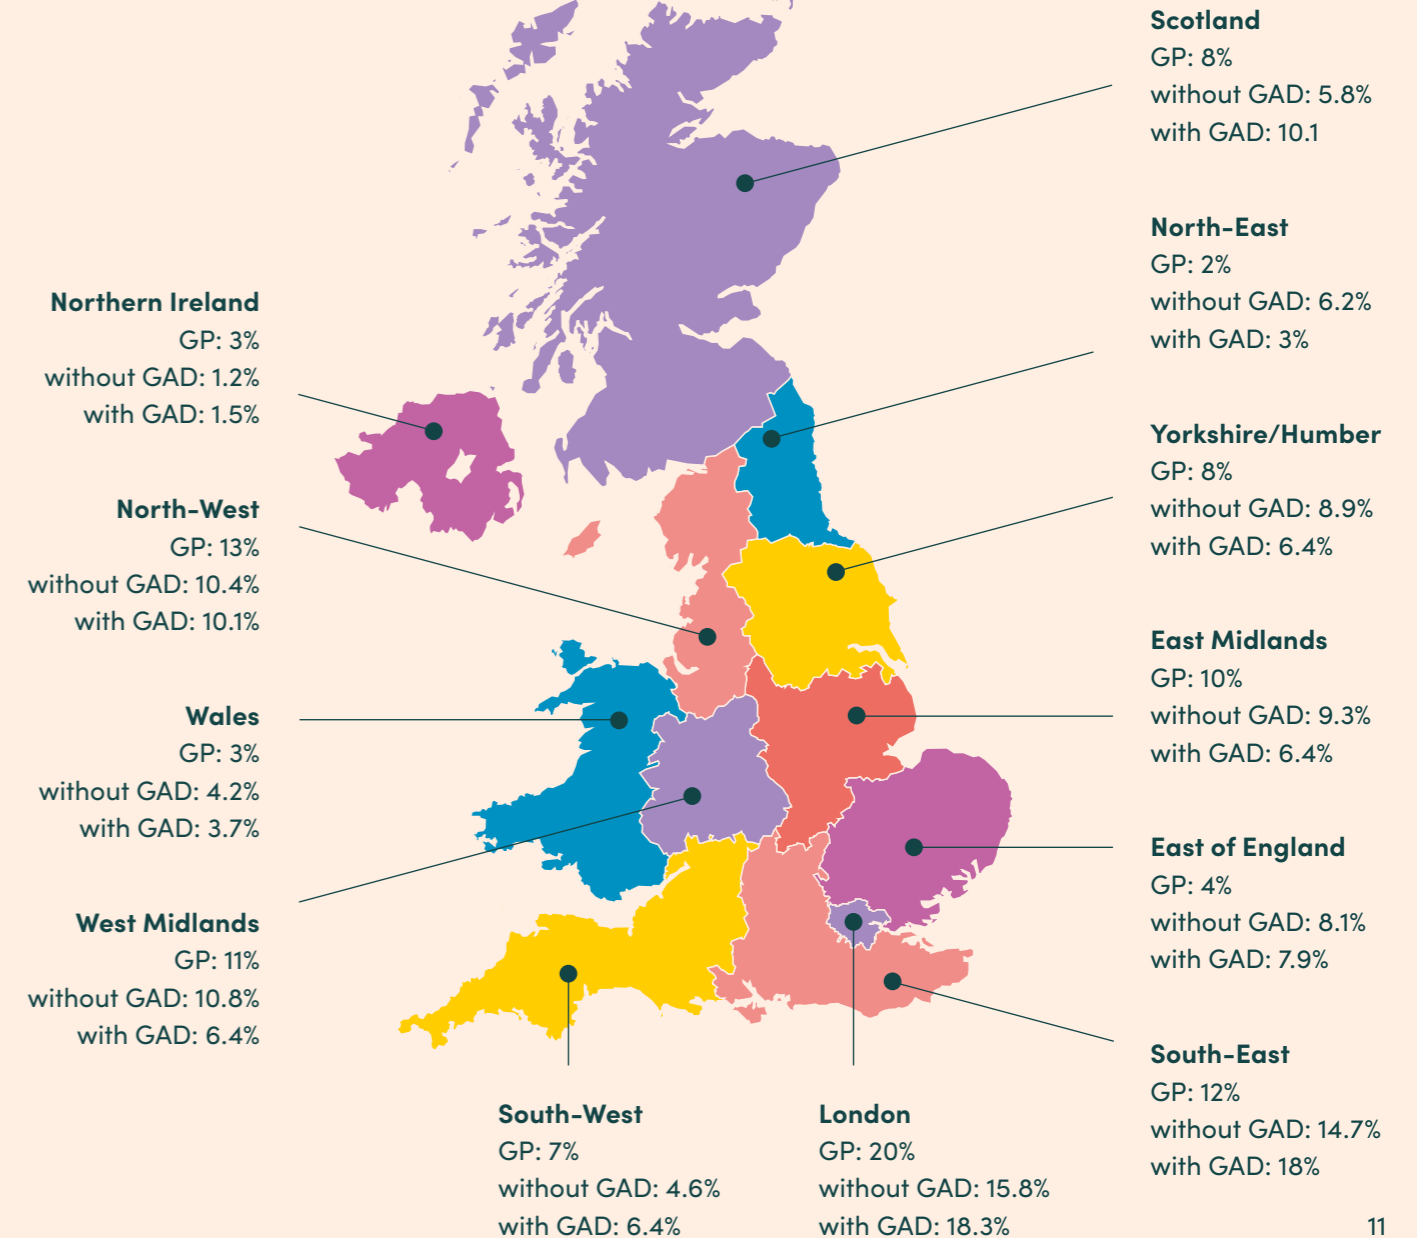 Scotland
GP: 8%
without GAD: 5.8%
with GAD: 10.1
North-East
GP: 2%
without GAD: 6.2%
with GAD: 3%
Northern Ireland
GP: 3%
without GAD: 1.2%
with GAD: 1.5%
Yorkshire/Humber
GP: 8%
without GAD: 8.9%
with GAD: 6.4%
North-West
GP: 13%
without GAD: 10.4%
with GAD: 10.1%
East Midlands
GP: 10%
without GAD: 9.3%
with GAD: 6.4%
Wales
GP: 3%
without GAD: 4.2%
with GAD: 3.7%
East of England
GP: 4%
without GAD: 8.1%
with GAD: 7.9%
West Midlands
GP: 11%
without GAD: 10.8%
with GAD: 6.4%
South-East
GP: 12%
without GAD: 14.7%
with GAD: 18%
South-West
GP: 7%
without GAD: 4.6%
with GAD: 6.4%
London
GP: 20%
without GAD: 15.8%
with GAD: 18.3%
11